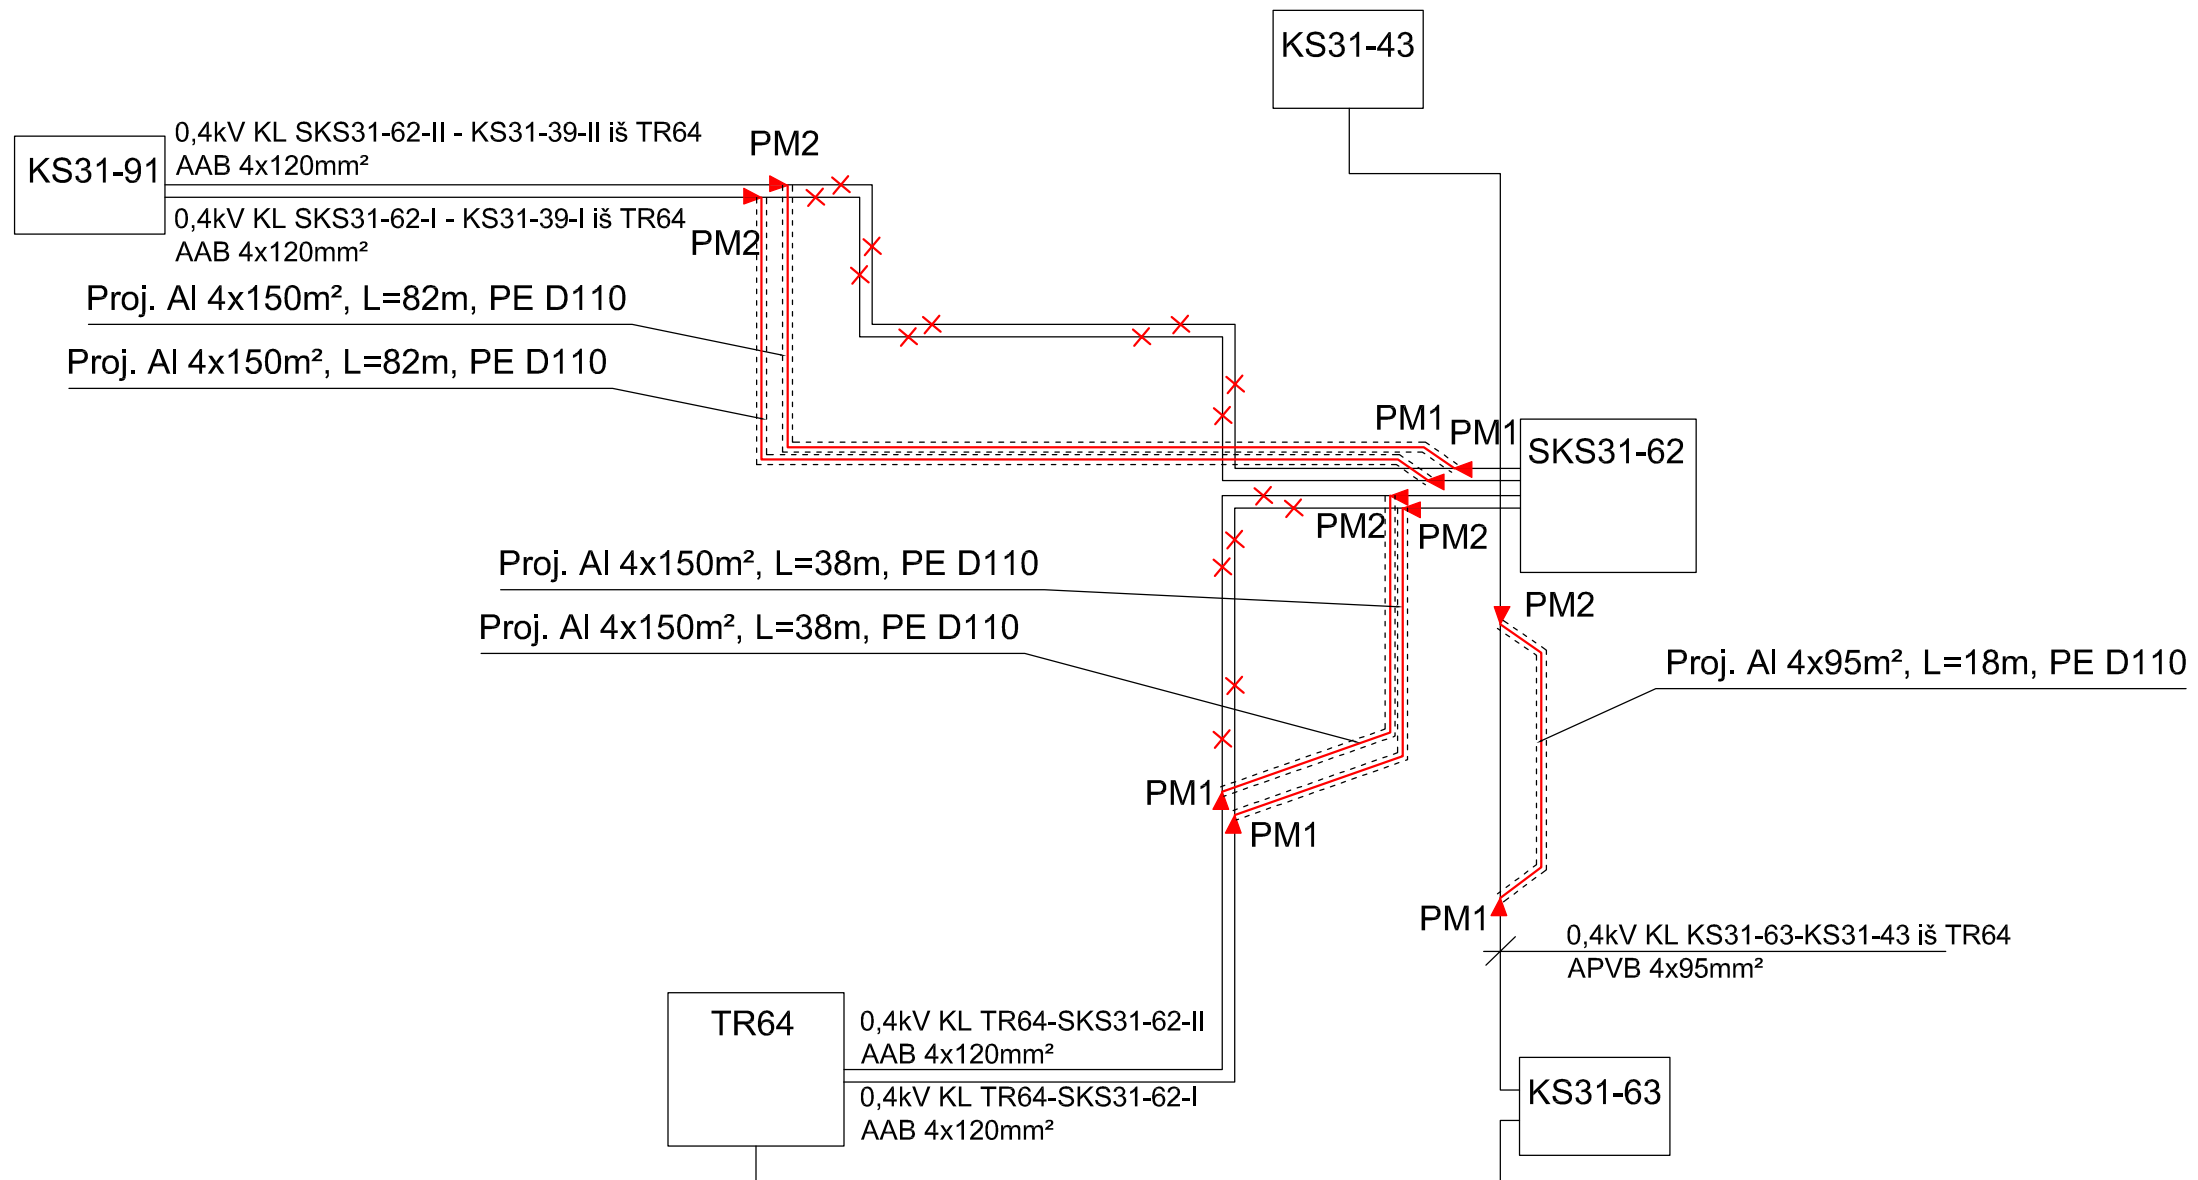 KS31-43
0,4kV KL SKS31-62-II - KS31-39-II iš TR64
AAB 4x120mm²
PM2
KS31-91
0,4kV KL SKS31-62-I - KS31-39-I iš TR64
AAB 4x120mm²
PM2
Proj. Al 4x150m², L=82m, PE D110
Proj. Al 4x150m², L=82m, PE D110
PM1
PM1
SKS31-62
PM2
PM2
Proj. Al 4x150m², L=38m, PE D110
Proj. Al 4x150m², L=38m, PE D110
PM2
Proj. Al 4x95m², L=18m, PE D110
PM1
PM1
PM1
0,4kV KL KS31-63-KS31-43 iš TR64
APVB 4x95mm²
TR64
0,4kV KL TR64-SKS31-62-II
AAB 4x120mm²
0,4kV KL TR64-SKS31-62-I
AAB 4x120mm²
KS31-63